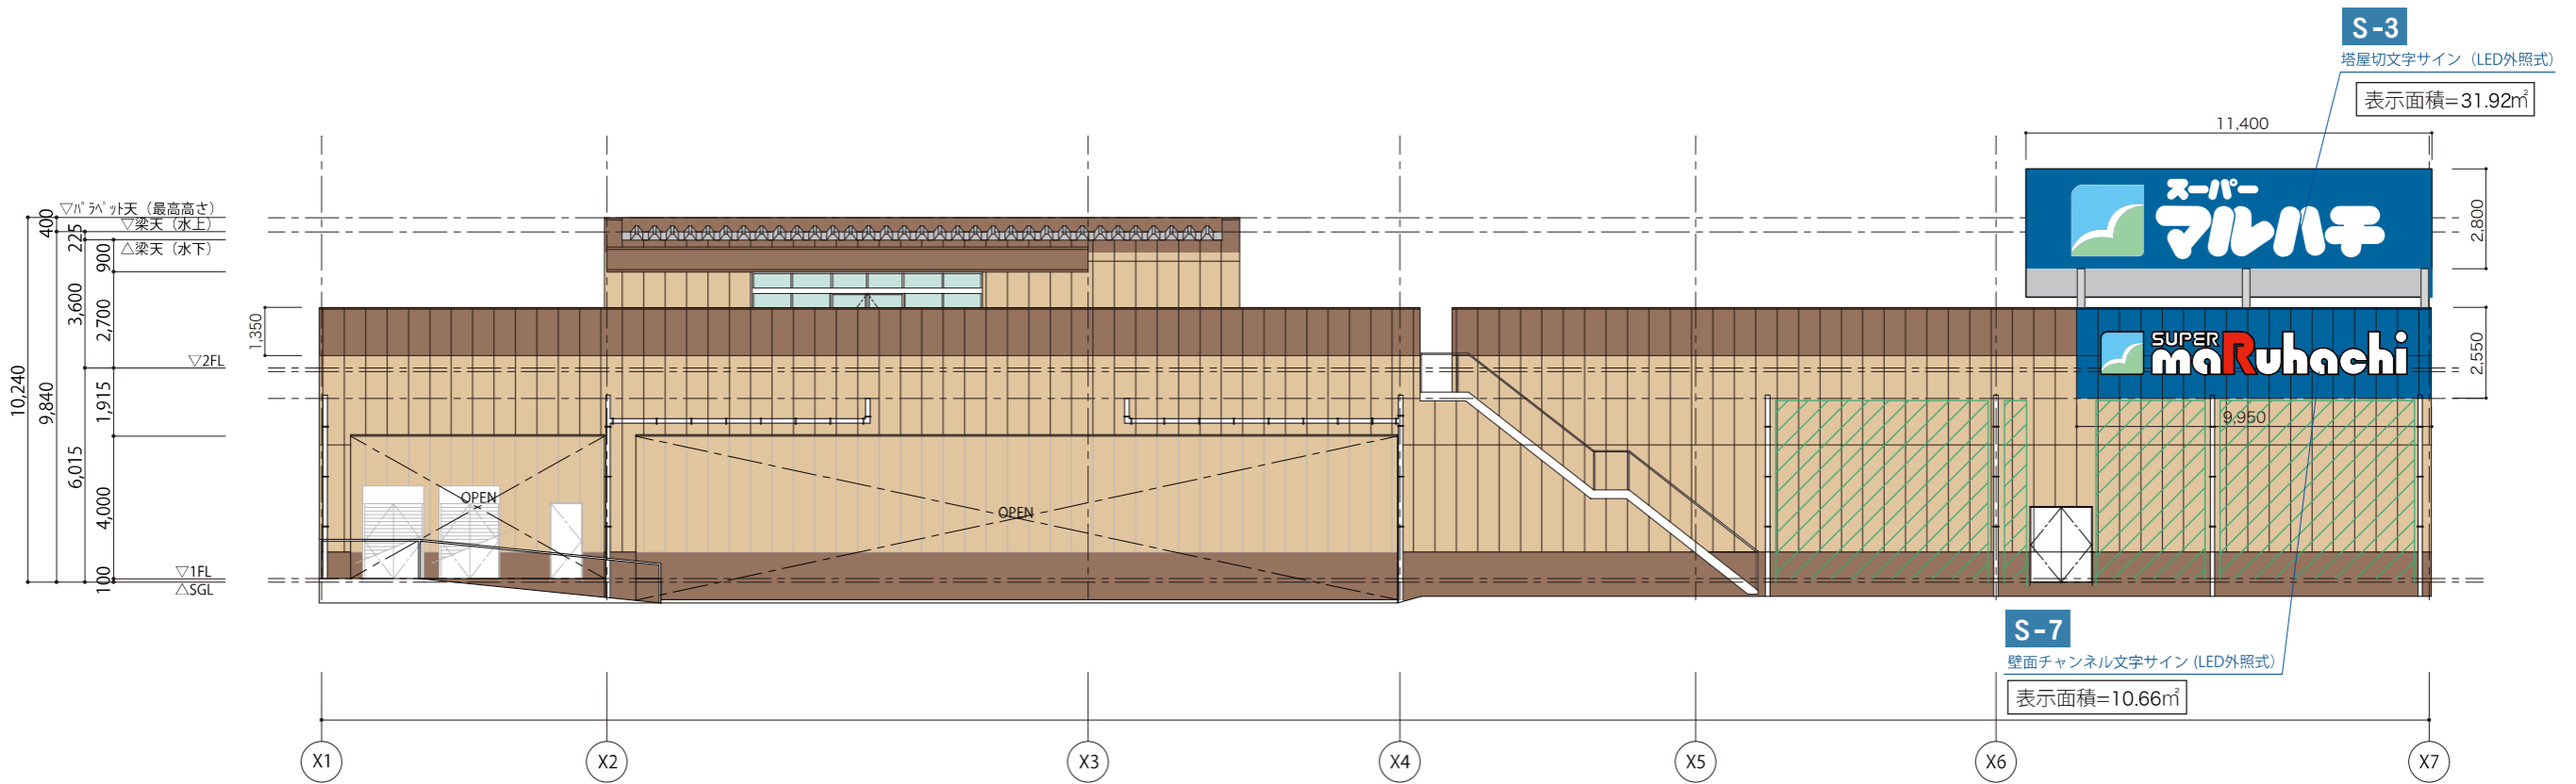 S-3
塔屋切文字サイン（LED外照式）
表示面積=31.92㎡
11,400
スーパー
マルハチ
2,800
▽ﾊﾟﾗﾍﾟｯﾄ天（最高高さ）
▽梁天（水上）
△梁天（水下）
400
225
900
3,600
2,700
1,350
▽2FL
10,240
9,840
1,915
6,015
4,000
100
▽1FL
△SGL
OPEN
OPEN
SUPER
maRuhachi
2,550
9,950
S-7
壁面チャンネル文字サイン (LED外照式)
表示面積=10.66㎡
X1
X2
X3
X4
X5
X6
X7